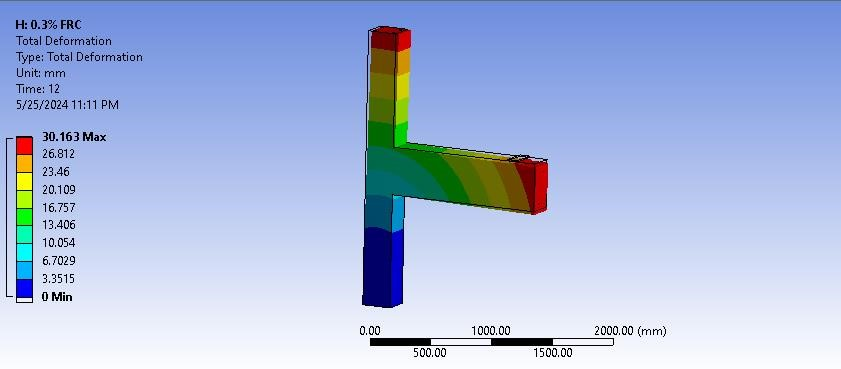 H: 0.3% FRC
Total Deformation
Type: Total Deformation
Unit: mm
Time: 12
5/25/2024 11:11 PM
30.163 Max
26.812
23.46
20.109
16.757
13.406
10.054
6.7029
3.3515
0 Min
0.00 1000.00 2000.00 (mm)
500.00 1500.00